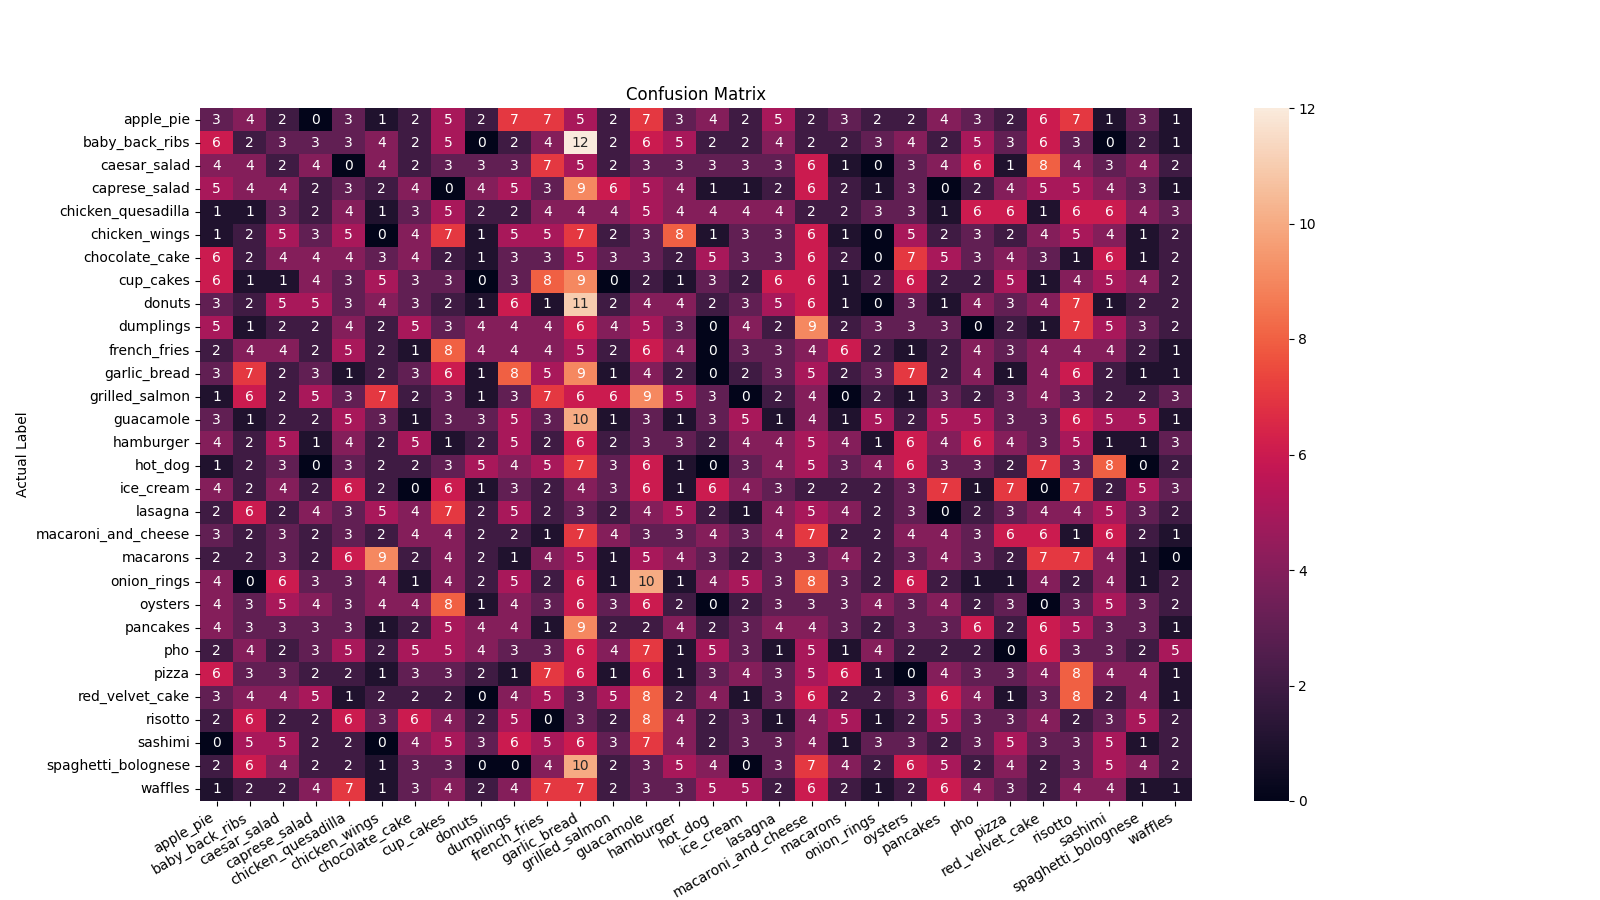 Confusion Matrix
apple_pie 3 4 2 0 3 1 2 5 2 7 7 5 2 7 3 4 2 5 2 3 2 2 4 3 2 6 7 1 3 1
baby_back_ribs 6 2 3 3 3 4 2 5 0 2 4 12 2 6 5 2 2 4 2 2 3 4 2 5 3 6 3 0 2 1
caesar_salad 4 4 2 4 0 4 2 3 3 3 7 5 2 3 3 3 3 3 6 1 0 3 4 6 1 8 4 3 4 2
caprese_salad 5 4 4 2 3 2 4 0 4 5 3 9 6 5 4 1 1 2 6 2 1 3 0 2 4 5 5 4 3 1
chicken_quesadilla 1 1 3 2 4 1 3 5 2 2 4 4 4 5 4 4 4 4 2 2 3 3 1 6 6 1 6 6 4 3
chicken_wings 1 2 5 3 5 0 4 7 1 5 5 7 2 3 8 1 3 3 6 1 0 5 2 3 2 4 5 4 1 2
chocolate_cake 6 2 4 4 4 3 4 2 1 3 3 5 3 3 2 5 3 3 6 2 0 7 5 3 4 3 1 6 1 2
cup_cakes 6 1 1 4 3 5 3 3 0 3 8 9 0 2 1 3 2 6 6 1 2 6 2 2 5 1 4 5 4 2
donuts 3 2 5 5 3 4 3 2 1 6 1 11 2 4 4 2 3 5 6 1 0 3 1 4 3 4 7 1 2 2
dumplings 5 1 2 2 4 2 5 3 4 4 4 6 4 5 3 0 4 2 9 2 3 3 3 0 2 1 7 5 3 2
french_fries 2 4 4 2 5 2 1 8 4 4 4 5 2 6 4 0 3 3 4 6 2 1 2 4 3 4 4 4 2 1
garlic_bread 3 7 2 3 1 2 3 6 1 8 5 9 1 4 2 0 2 3 5 2 3 7 2 4 1 4 6 2 1 1
grilled_salmon 1 6 2 5 3 7 2 3 1 3 7 6 6 9 5 3 0 2 4 0 2 1 3 2 3 4 3 2 2 3
guacamole 3 1 2 2 5 3 1 3 3 5 3 10 1 3 1 3 5 1 4 1 5 2 5 5 3 3 6 5 5 1
hamburger 4 2 5 1 4 2 5 1 2 5 2 6 2 3 3 2 4 4 5 4 1 6 4 6 4 3 5 1 1 3
hot_dog 1 2 3 0 3 2 2 3 5 4 5 7 3 6 1 0 3 4 5 3 4 6 3 3 2 7 3 8 0 2
ice_cream 4 2 4 2 6 2 0 6 1 3 2 4 3 6 1 6 4 3 2 2 2 3 7 1 7 0 7 2 5 3
lasagna 2 6 2 4 3 5 4 7 2 5 2 3 2 4 5 2 1 4 5 4 2 3 0 2 3 4 4 5 3 2
macaroni_and_cheese 3 2 3 2 3 2 4 4 2 2 1 7 4 3 3 4 3 4 7 2 2 4 4 3 6 6 1 6 2 1
macarons 2 2 3 2 6 9 2 4 2 1 4 5 1 5 4 3 2 3 3 4 2 3 4 3 2 7 7 4 1 0
onion_rings 4 0 6 3 3 4 1 4 2 5 2 6 1 10 1 4 5 3 8 3 2 6 2 1 1 4 2 4 1 2
oysters 4 3 5 4 3 4 4 8 1 4 3 6 3 6 2 0 2 3 3 3 4 3 4 2 3 0 3 5 3 2
pancakes 4 3 3 3 3 1 2 5 4 4 1 9 2 2 4 2 3 4 4 3 2 3 3 6 2 6 5 3 3 1
pho 2 4 2 3 5 2 5 5 4 3 3 6 4 7 1 5 3 1 5 1 4 2 2 2 0 6 3 3 2 5
pizza 6 3 3 2 2 1 3 3 2 1 7 6 1 6 1 3 4 3 5 6 1 0 4 3 3 4 8 4 4 1
red_velvet_cake 3 4 4 5 1 2 2 2 0 4 5 3 5 8 2 4 1 3 6 2 2 3 6 4 1 3 8 2 4 1
risotto 2 6 2 2 6 3 6 4 2 5 0 3 2 8 4 2 3 1 4 5 1 2 5 3 3 4 2 3 5 2
sashimi 0 5 5 2 2 0 4 5 3 6 5 6 3 7 4 2 3 3 4 1 3 3 2 3 5 3 3 5 1 2
spaghetti_bolognese 2 6 4 2 2 1 3 3 0 0 4 10 2 3 5 4 0 3 7 4 2 6 5 2 4 2 3 5 4 2
waffles 1 2 2 4 7 1 3 4 2 4 7 7 2 3 3 5 5 2 6 2 1 2 6 4 3 2 4 4 1 1
Actual Label
apple_pie
baby_back_ribs
caesar_salad
caprese_salad
chicken_quesadilla
chicken_wings
chocolate_cake
cup_cakes
donuts
dumplings
french_fries
garlic_bread
grilled_salmon
guacamole
hamburger
hot_dog
ice_cream
lasagna
macaroni_and_cheese
macarons
onion_rings
oysters
pancakes
pho
pizza
red_velvet_cake
risotto
sashimi
spaghetti_bolognese
waffles
12
10
8
6
4
2
0